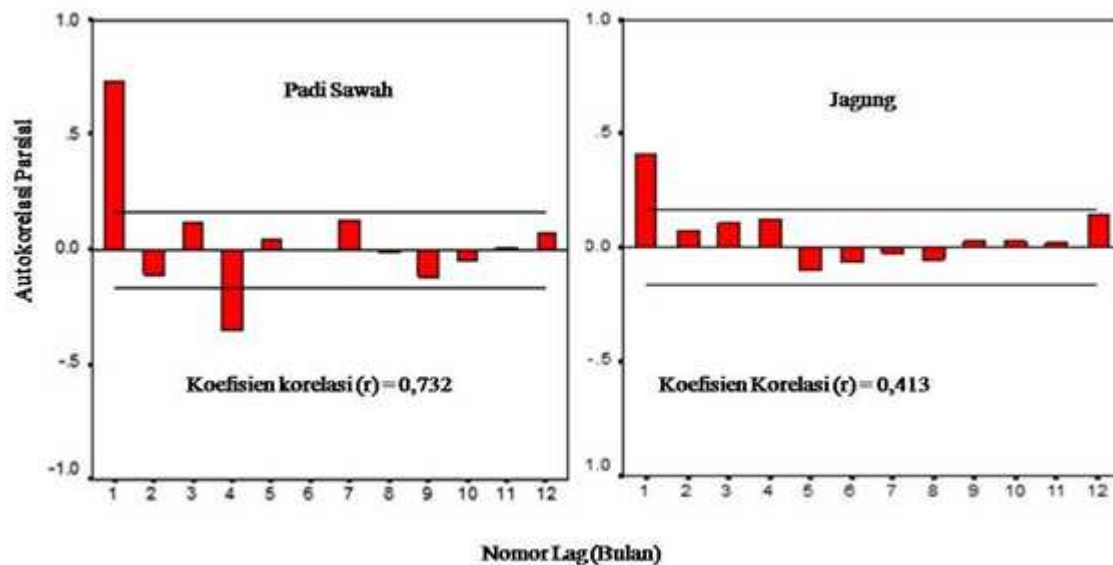 Autokorelasi Parsial
1.0
.5
0.0
-.5
-1.0
Padi Sawah
Koefisien korelasi (r) = 0,732
1 2 3 4 5 6 7 8 9 10 11 12
1.0
.5
0.0
-.5
1.0
Jagung
Koefisien Korelasi (r) = 0,413
1 2 3 4 5 6 7 8 9 10 11 12
Nomor Lag (Bulan)